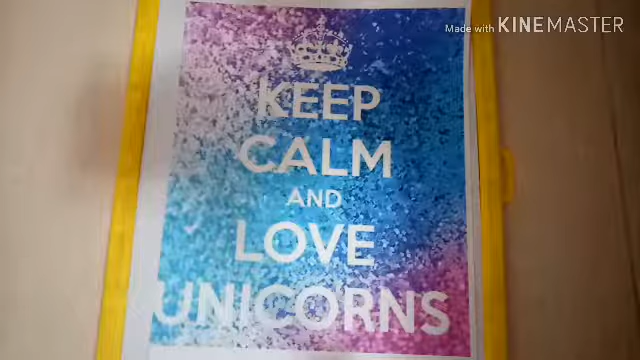 Made with KINEMASTER
KEEP
CALM
AND
LOVE
UNICORNS